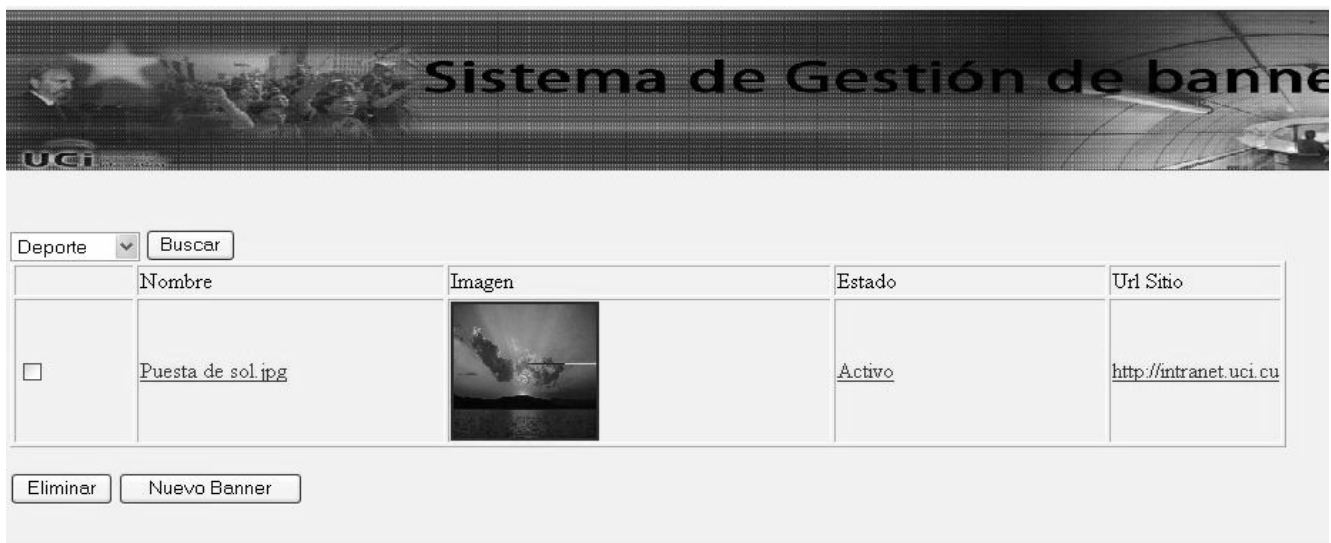 Sistema de Gestión de banne
UCi
Deporte Buscar
Nombre Imagen Estado Url Sitio
Puesta de sol.jpg Activo http://intranet.uci.cu
Eliminar Nuevo Banner